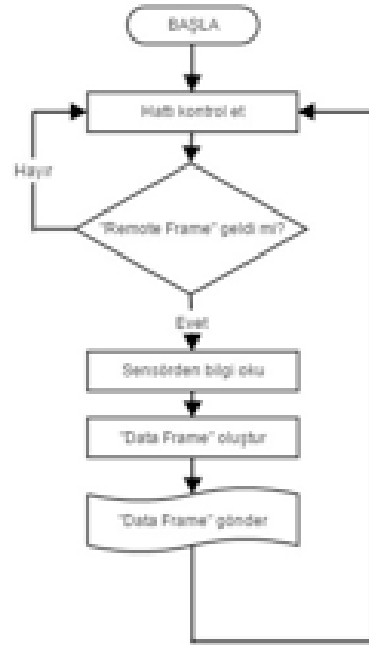 BAŞLA
Hattı kontrol et
Hayır
"Remote Frame" geldi mi?
Evet
Sensörden bilgi oku
"Data Frame" oluştur
"Data Frame" gönder